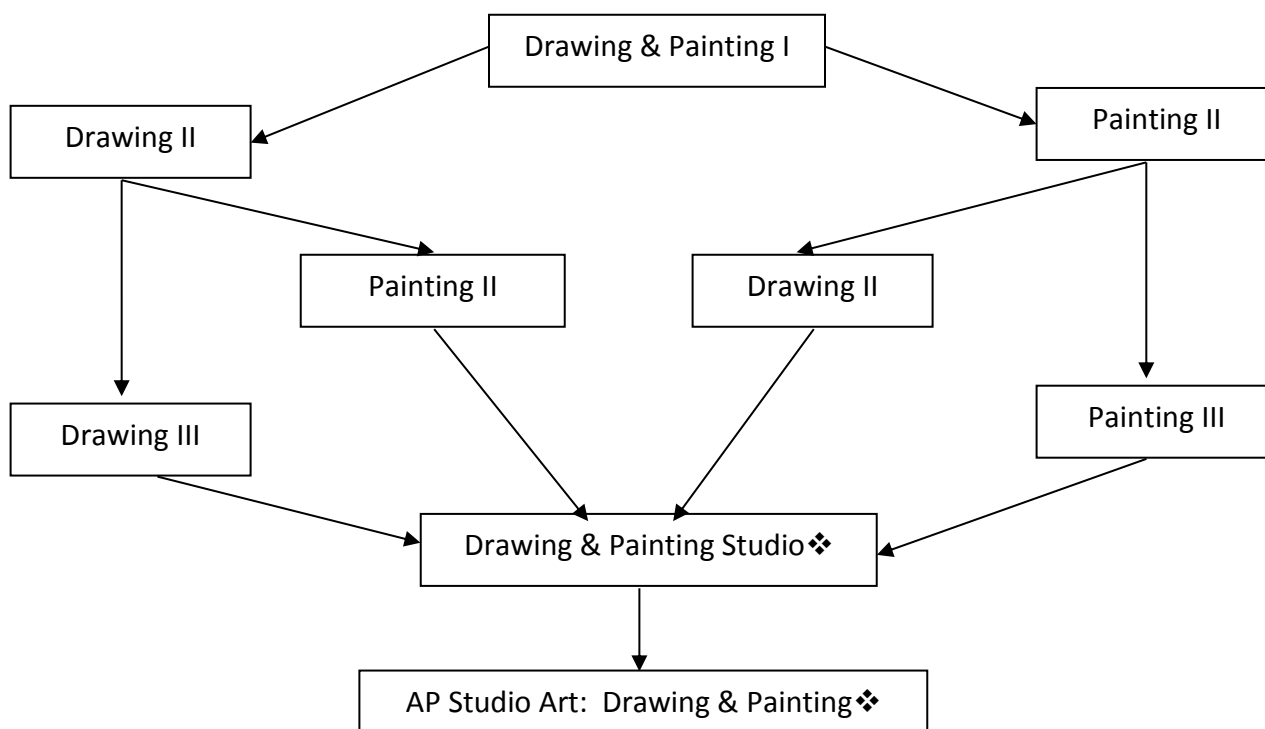 Drawing & Painting I
Drawing II
Painting II
Painting II
Drawing II
Drawing III
Painting III
Drawing & Painting Studio❖
AP Studio Art:  Drawing & Painting❖